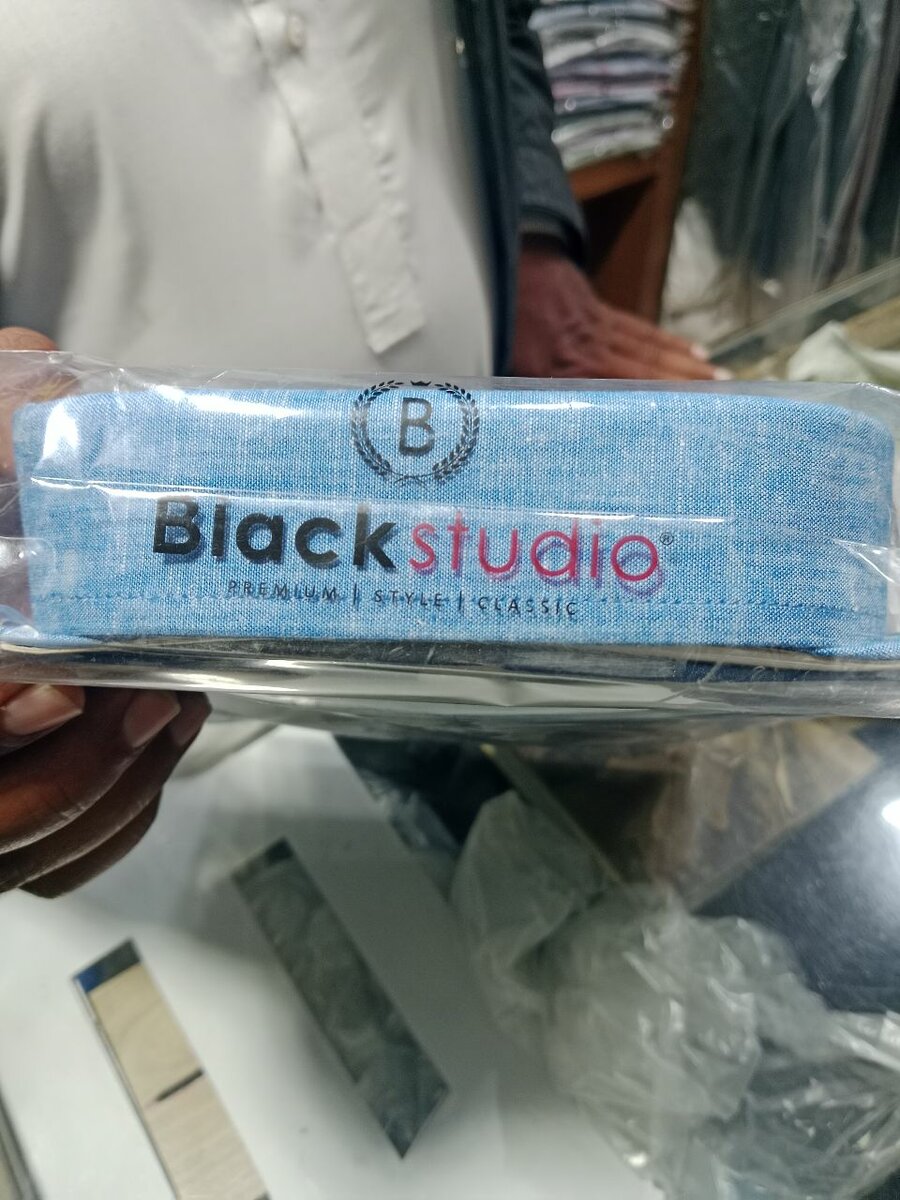 B
Blackstudio®
PREMIUM | STYLE | CLASSIC